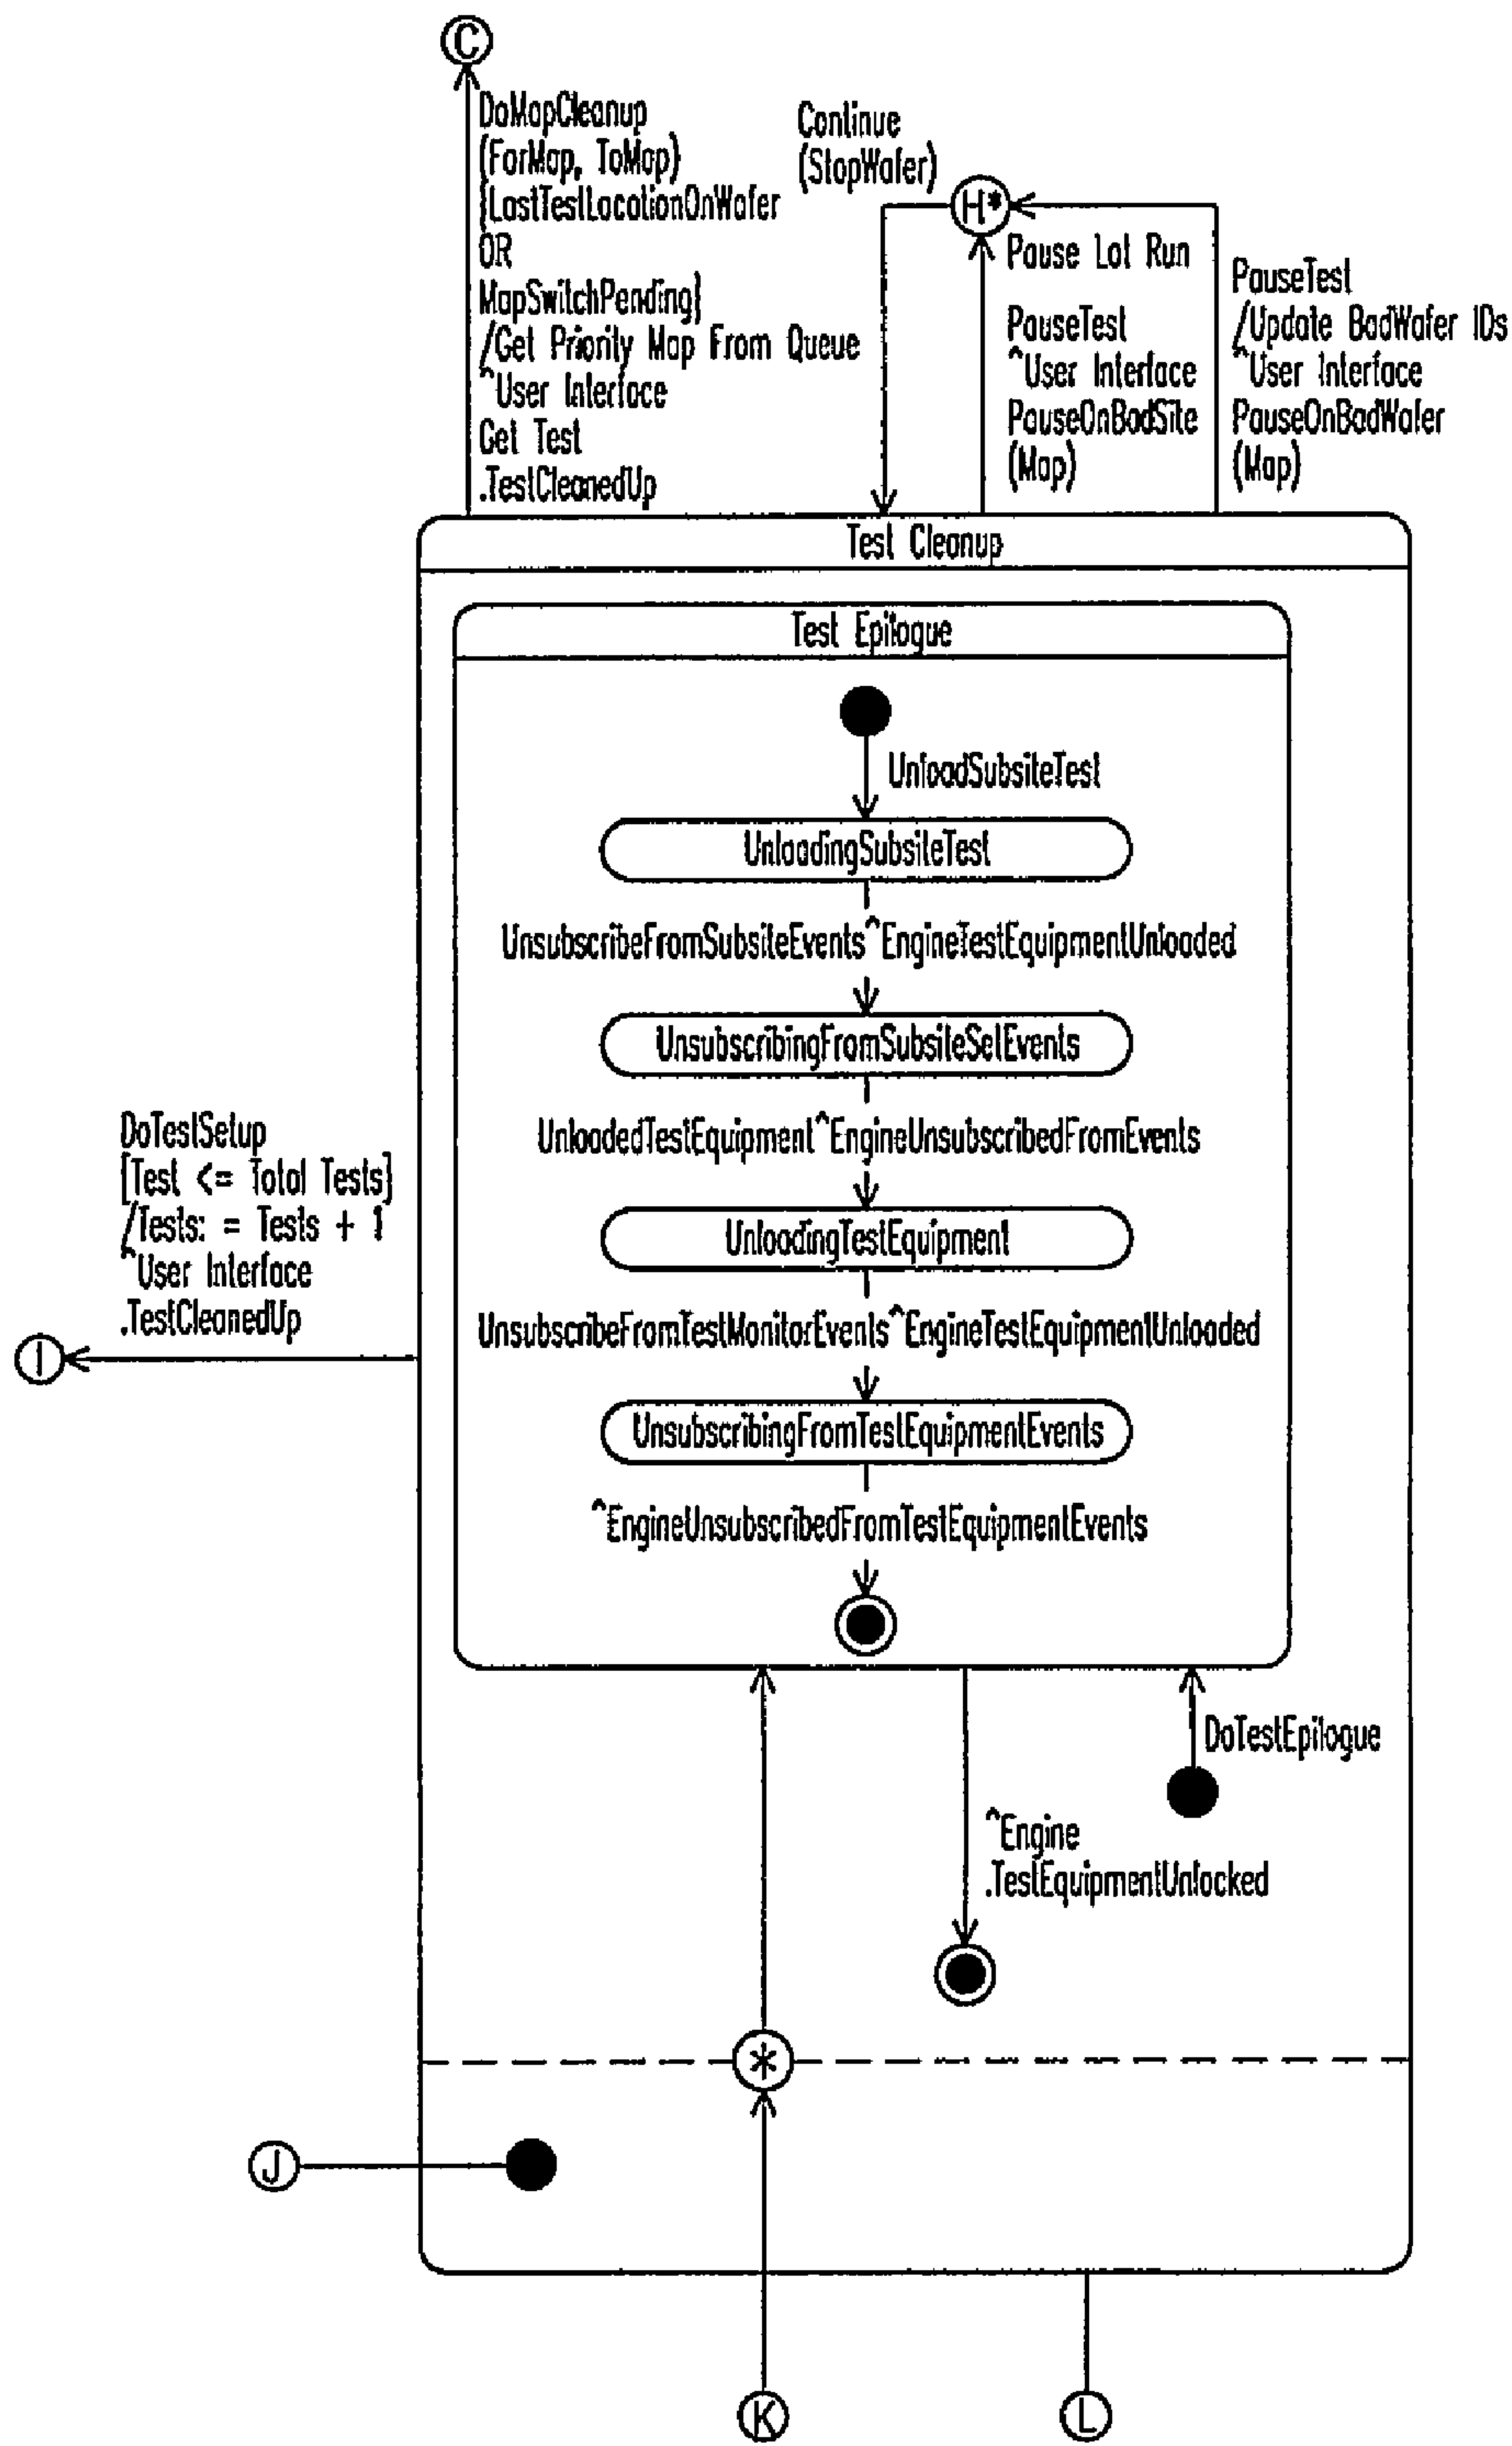 C
DoMapCleanup
(ForMap, ToMap)
[LastTestLocationOnWafer
OR
MapSwitchPending]
/Get Priority Map From Queue
^User Interface
Get Test
.TestCleanedUp
Continue
(StopWafer)
H*
Pause Lot Run
PauseTest
^User Interface
PauseOnBadSite
(Map)
PauseTest
/Update BadWafer IDs
^User Interface
PauseOnBadWafer
(Map)
Test Cleanup
Test Epilogue
UnloadSubsiteTest
UnloadingSubsiteTest
UnsubscribeFromSubsiteEvents^EngineTestEquipmentUnloaded
UnsubscribingFromSubsiteSetEvents
UnloadedTestEquipment^EngineUnsubscribedFromEvents
UnloadingTestEquipment
UnsubscribeFromTestMonitorEvents^EngineTestEquipmentUnloaded
UnsubscribingFromTestEquipmentEvents
^EngineUnsubscribedFromTestEquipmentEvents
DoTestSetup
[Test <= Total Tests]
/Tests: = Tests + 1
^User Interface
.TestCleanedUp
I
DoTestEpilogue
^Engine
.TestEquipmentUnlocked
*
J
K
L